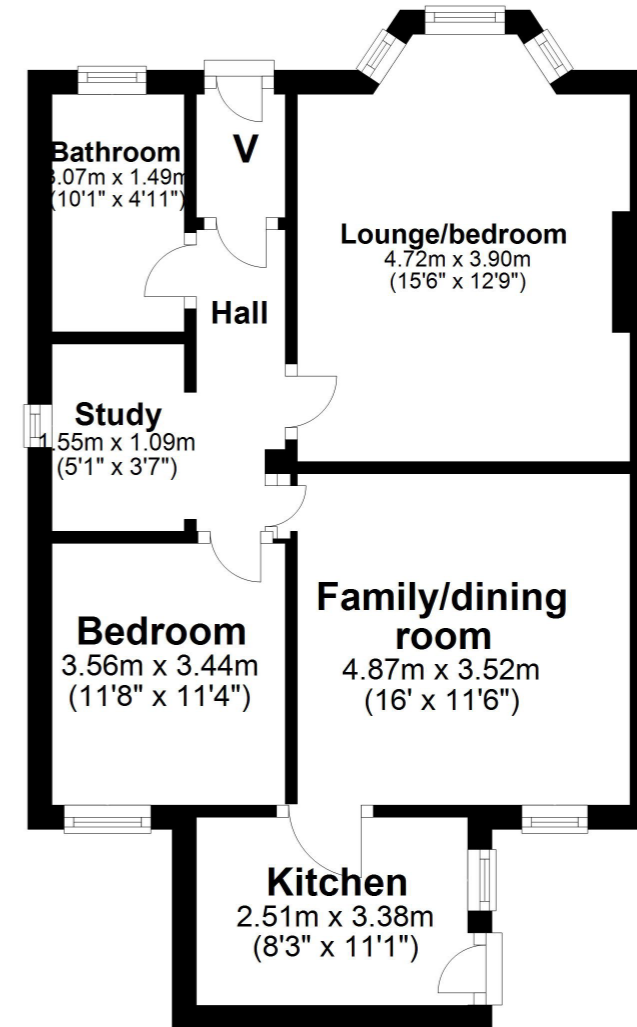 Bathroom
3.07m x 1.49m
(10'1" x 4'11")
V
Lounge/bedroom
4.72m x 3.90m
(15'6" x 12'9")
Hall
Study
1.55m x 1.09m
(5'1" x 3'7")
Bedroom
3.56m x 3.44m
(11'8" x 11'4")
Family/dining
room
4.87m x 3.52m
(16' x 11'6")
Kitchen
2.51m x 3.38m
(8'3" x 11'1")